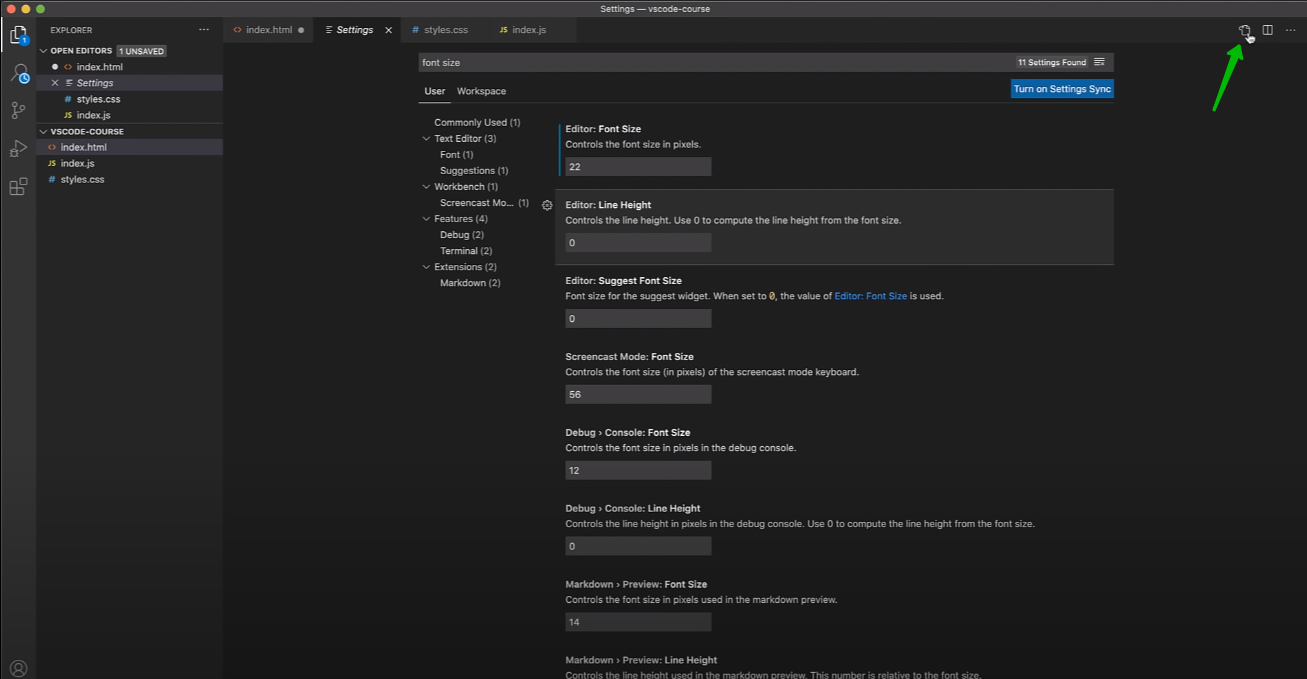 Settings — vscode-course
EXPLORER
index.html
Settings
# styles.css
JS index.js
OPEN EDITORS 1 UNSAVED
index.html
Settings
# styles.css
JS index.js
VSCODE-COURSE
index.html
JS index.js
# styles.css
1
font size
11 Settings Found
User
Workspace
Turn on Settings Sync
Commonly Used (1)
Text Editor (3)
Font (1)
Suggestions (1)
Workbench (1)
Screencast Mo... (1)
Features (4)
Debug (2)
Terminal (2)
Extensions (2)
Markdown (2)
Editor: Font Size
Controls the font size in pixels.
22
Editor: Line Height
Controls the line height. Use 0 to compute the line height from the font size.
0
Editor: Suggest Font Size
Font size for the suggest widget. When set to 0, the value of Editor: Font Size is used.
0
Screencast Mode: Font Size
Controls the font size (in pixels) of the screencast mode keyboard.
56
Debug › Console: Font Size
Controls the font size in pixels in the debug console.
12
Debug › Console: Line Height
Controls the line height in pixels in the debug console. Use 0 to compute the line height from the font size.
0
Markdown › Preview: Font Size
Controls the font size in pixels used in the markdown preview.
14
Markdown › Preview: Line Height
Controls the line height used in the markdown preview. This number is relative to the font size.